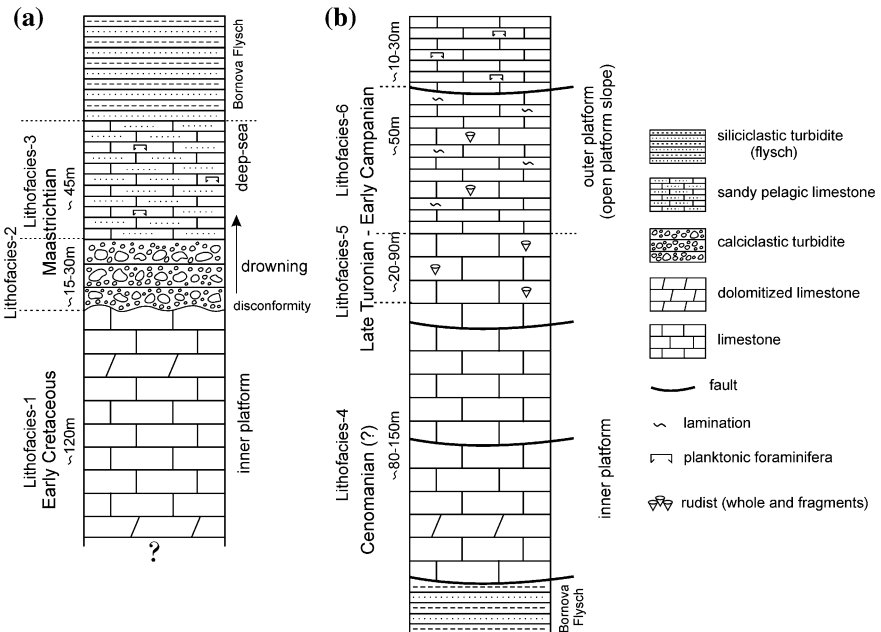 (a)
Bornova Flysch
Lithofacies-3
Maastrichtian
~ 45m
deep-sea
Lithofacies-2
~15-30m
drowning
disconformity
Lithofacies-1
Early Cretaceous
~120m
inner platform
?
(b)
~10-30m
Lithofacies-6
~50m
Late Turonian - Early Campanian
outer platform
(open platform slope)
Lithofacies-5
~20-90m
Lithofacies-4
Cenomanian (?)
~80-150m
inner platform
Bornova
Flysch
siliciclastic turbidite
(flysch)
sandy pelagic limestone
calciclastic turbidite
dolomitized limestone
limestone
fault
lamination
planktonic foraminifera
rudist (whole and fragments)